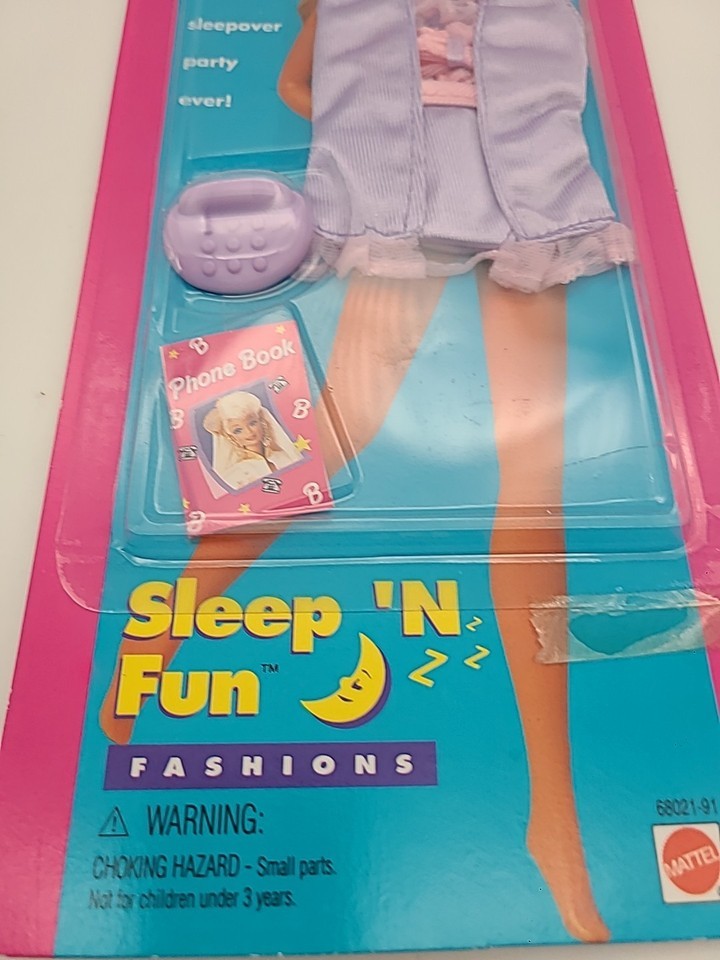 sleepover
party
ever!
Phone Book
B
B
B
B
B
Sleep 'N
Fun™
z
z
z
FASHIONS
⚠ WARNING:
CHOKING HAZARD - Small parts.
Not for children under 3 years.
68021-91
MATTEL